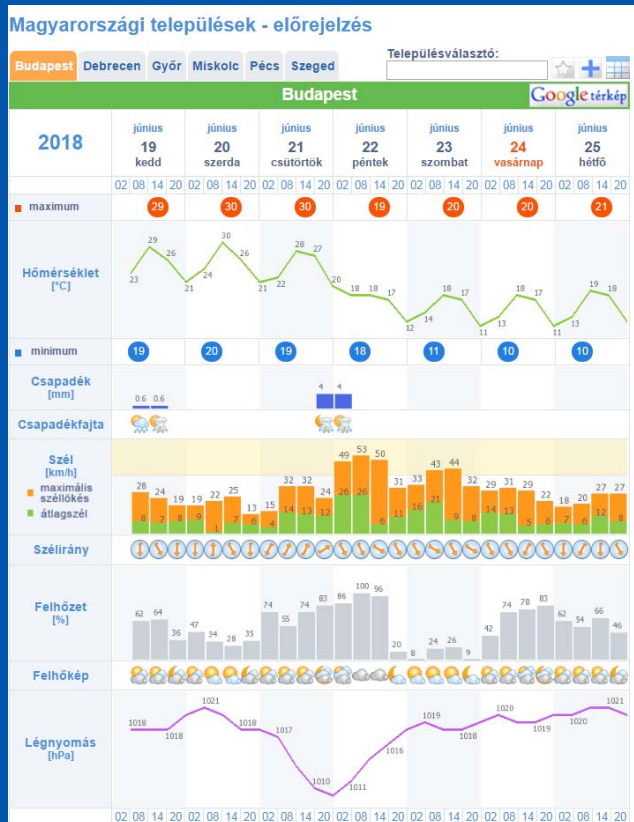 Magyarországi települések - előrejelzés
Településválasztó:
Budapest Debrecen Győr Miskolc Pécs Szeged
Budapest Google térkép
2018
június június június június június június június
19 20 21 22 23 24 25
kedd szerda csütörtök péntek szombat vasárnap hétfő
02 08 14 20 02 08 14 20 02 08 14 20 02 08 14 20 02 08 14 20 02 08 14 20 02 08 14 20
maximum 29 30 30 19 20 20 21
Hőmérséklet
[°C]
23 29 26 21 24 30 26 21 22 28 27 20 18 18 17 12 14 18 17 11 13 18 17 11 13 19 18
minimum 19 20 19 18 11 10 10
Csapadék
[mm]
0.6 0.6 4 4
Csapadékfajta
Szél
[km/h]
maximális
széllökés
átlagszél
28 24 19 19 22 25 13 15 32 32 24 49 53 50 31 33 43 44 32 29 31 29 22 18 20 27 27
8 7 8 9 1 7 6 4 14 13 12 26 26 6 11 16 21 9 8 14 13 5 6 7 6 12 8
Szélirány
Felhőzet
[%]
62 64 36 47 34 28 35 74 55 74 83 86 100 96 20 8 24 26 9 42 74 78 83 62 54 66 46
Felhőkép
Légnyomás
[hPa]
1018 1018 1021 1018 1017 1010 1011 1016 1019 1018 1020 1019 1020 1021
02 08 14 20 02 08 14 20 02 08 14 20 02 08 14 20 02 08 14 20 02 08 14 20 02 08 14 20